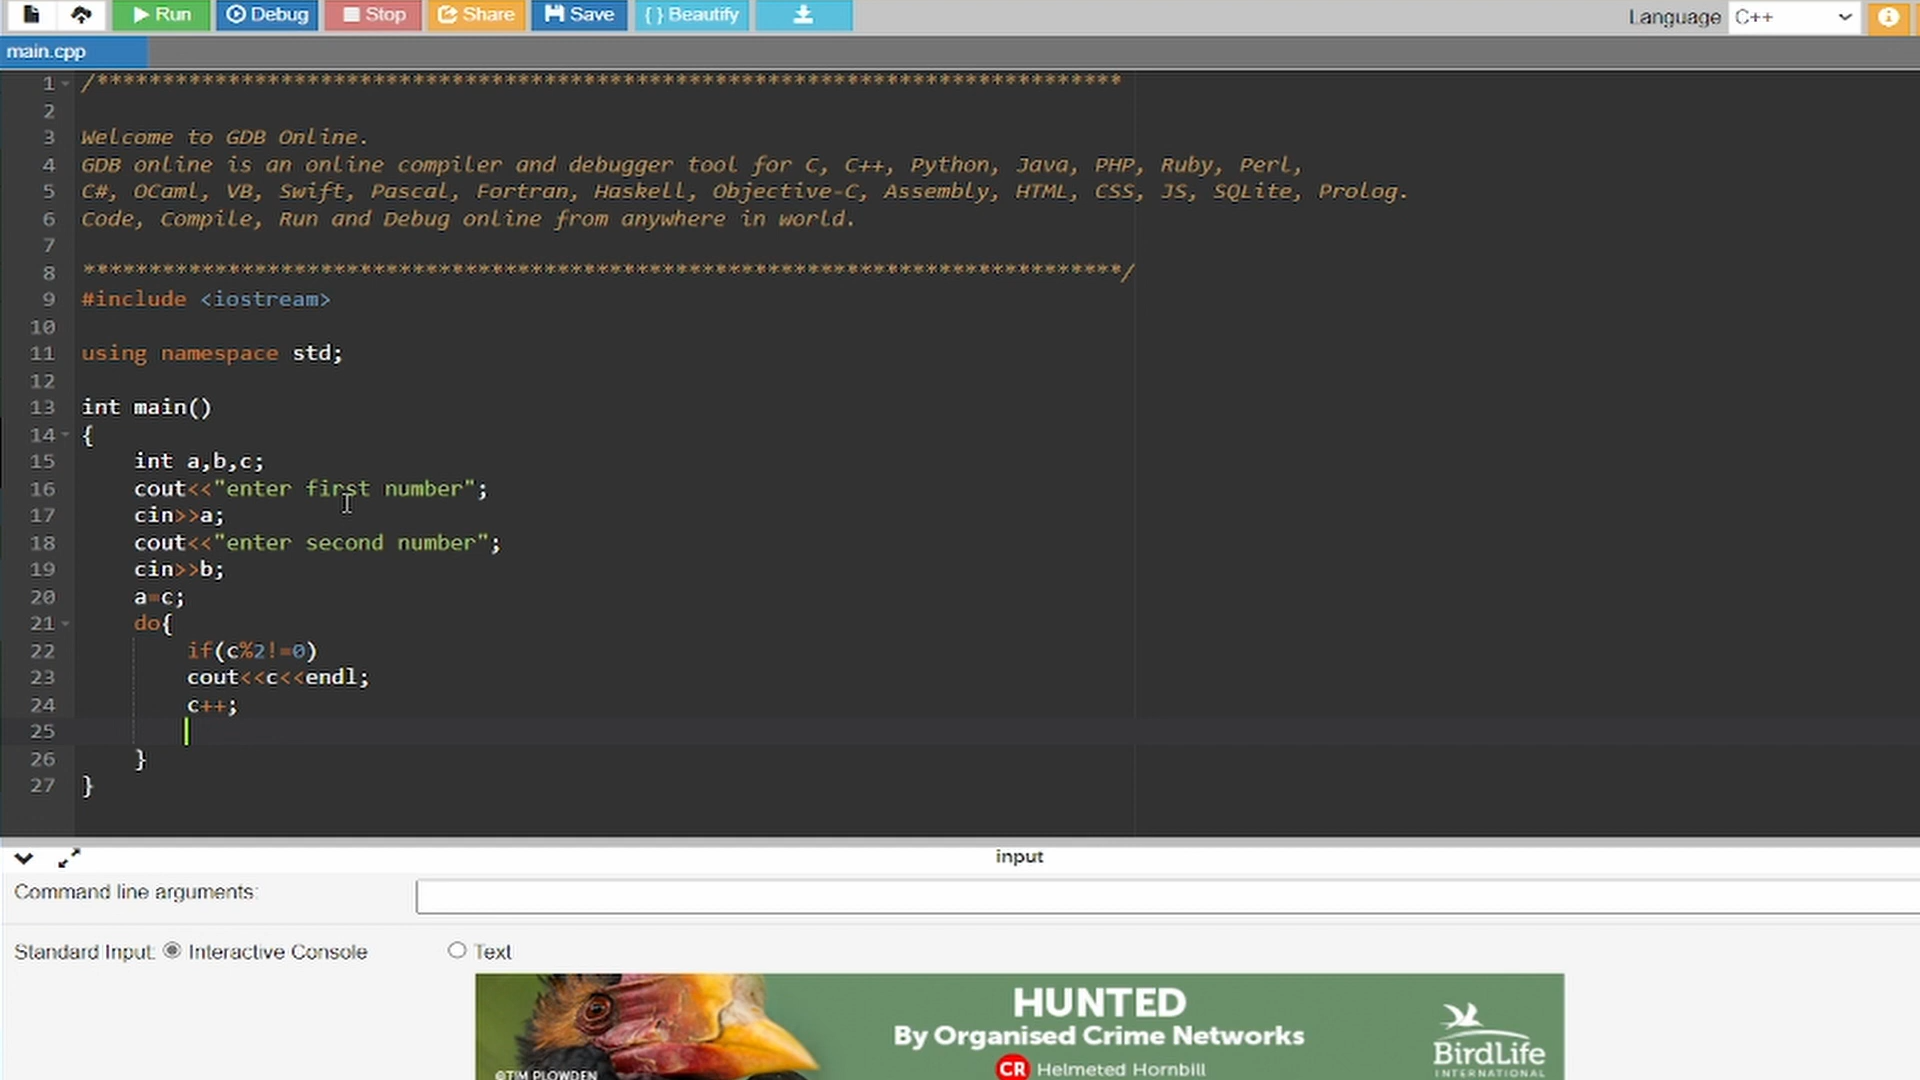 Run Debug Stop Share Save { } Beautify Language C++
main.cpp
1 /******************************************************************************
2
3 Welcome to GDB Online.
4 GDB online is an online compiler and debugger tool for C, C++, Python, Java, PHP, Ruby, Perl,
5 C#, OCaml, VB, Swift, Pascal, Fortran, Haskell, Objective-C, Assembly, HTML, CSS, JS, SQLite, Prolog.
6 Code, Compile, Run and Debug online from anywhere in world.
7
8 *******************************************************************************/
9 #include <iostream>
10
11 using namespace std;
12
13 int main()
14 {
15 int a,b,c;
16 cout<<"enter first number";
17 cin>>a;
18 cout<<"enter second number";
19 cin>>b;
20 a=c;
21 do{
22 if(c%2!=0)
23 cout<<c<<endl;
24 c++;
25
26 }
27 }
input
Command line arguments:
Standard Input: Interactive Console Text
HUNTED
By Organised Crime Networks
CR Helmeted Hornbill
BirdLife
INTERNATIONAL
©TIM PLOWDEN